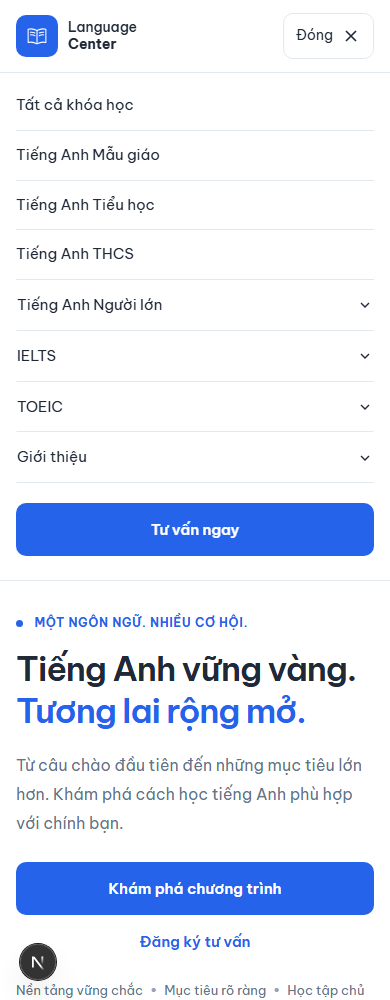 Language
Center
Đóng
Tất cả khóa học
Tiếng Anh Mẫu giáo
Tiếng Anh Tiểu học
Tiếng Anh THCS
Tiếng Anh Người lớn
IELTS
TOEIC
Giới thiệu
Tư vấn ngay
MỘT NGÔN NGỮ. NHIỀU CƠ HỘI.
Tiếng Anh vững vàng.
Tương lai rộng mở.
Từ câu chào đầu tiên đến những mục tiêu lớn
hơn. Khám phá cách học tiếng Anh phù hợp
với chính bạn.
Khám phá chương trình
Đăng ký tư vấn
N
Nền tảng vững chắc • Mục tiêu rõ ràng • Học tập chủ